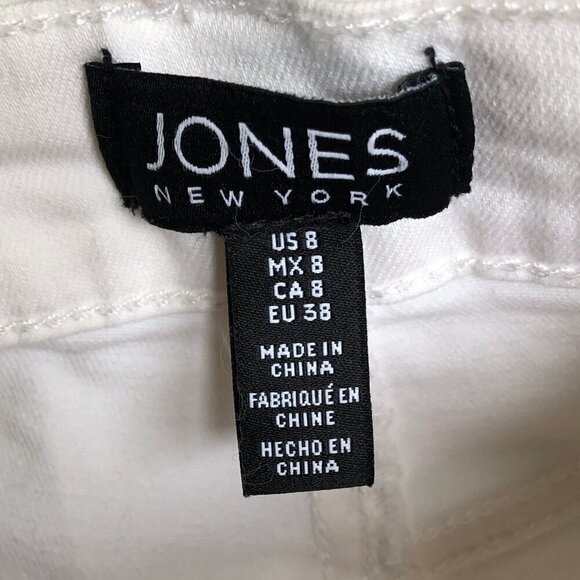 JONES
NEW YORK
US 8
MX 8
CA 8
EU 38
MADE IN
CHINA
FABRIQUÉ EN
CHINE
HECHO EN
CHINA